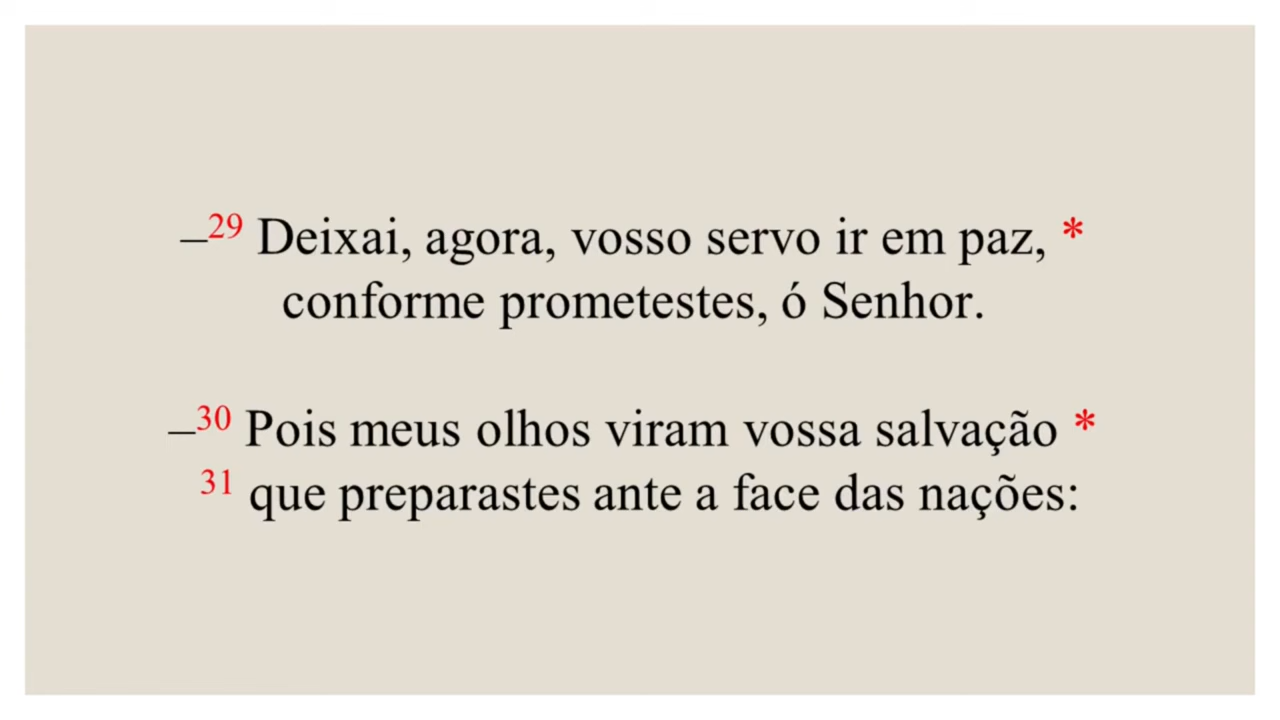 –29 Deixai, agora, vosso servo ir em paz, *
conforme prometestes, ó Senhor.
–30 Pois meus olhos viram vossa salvação *
31 que preparastes ante a face das nações: